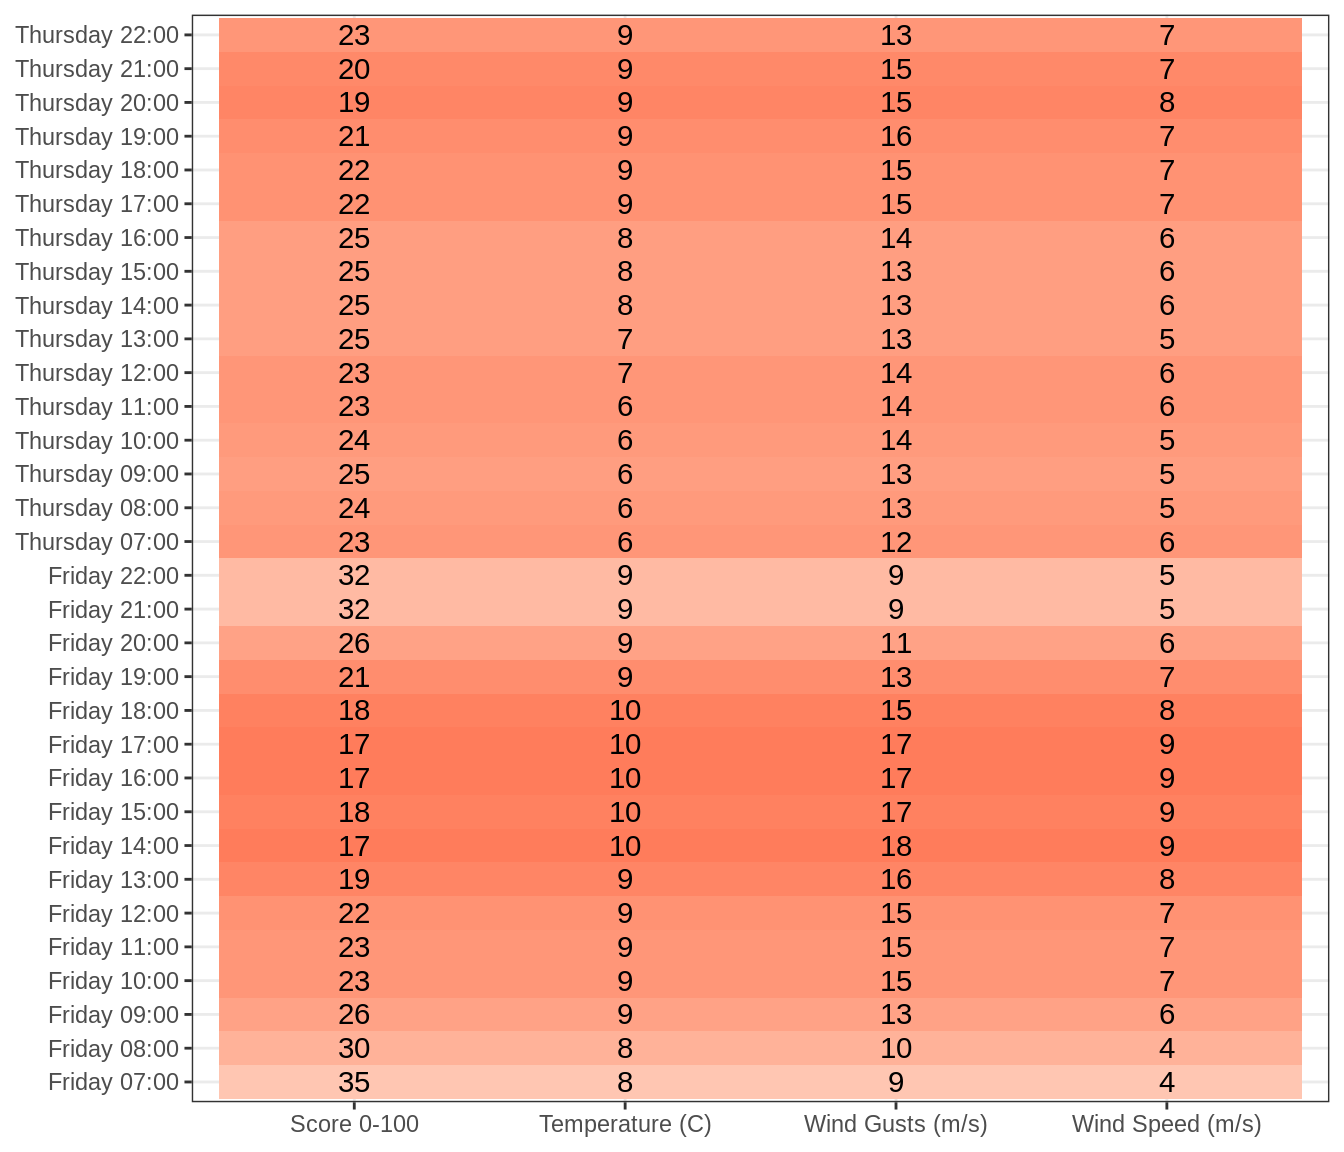 Thursday 22:00 23 9 13 7
Thursday 21:00 20 9 15 7
Thursday 20:00 19 9 15 8
Thursday 19:00 21 9 16 7
Thursday 18:00 22 9 15 7
Thursday 17:00 22 9 15 7
Thursday 16:00 25 8 14 6
Thursday 15:00 25 8 13 6
Thursday 14:00 25 8 13 6
Thursday 13:00 25 7 13 5
Thursday 12:00 23 7 14 6
Thursday 11:00 23 6 14 6
Thursday 10:00 24 6 14 5
Thursday 09:00 25 6 13 5
Thursday 08:00 24 6 13 5
Thursday 07:00 23 6 12 6
Friday 22:00 32 9 9 5
Friday 21:00 32 9 9 5
Friday 20:00 26 9 11 6
Friday 19:00 21 9 13 7
Friday 18:00 18 10 15 8
Friday 17:00 17 10 17 9
Friday 16:00 17 10 17 9
Friday 15:00 18 10 17 9
Friday 14:00 17 10 18 9
Friday 13:00 19 9 16 8
Friday 12:00 22 9 15 7
Friday 11:00 23 9 15 7
Friday 10:00 23 9 15 7
Friday 09:00 26 9 13 6
Friday 08:00 30 8 10 4
Friday 07:00 35 8 9 4
Score 0-100 Temperature (C) Wind Gusts (m/s) Wind Speed (m/s)